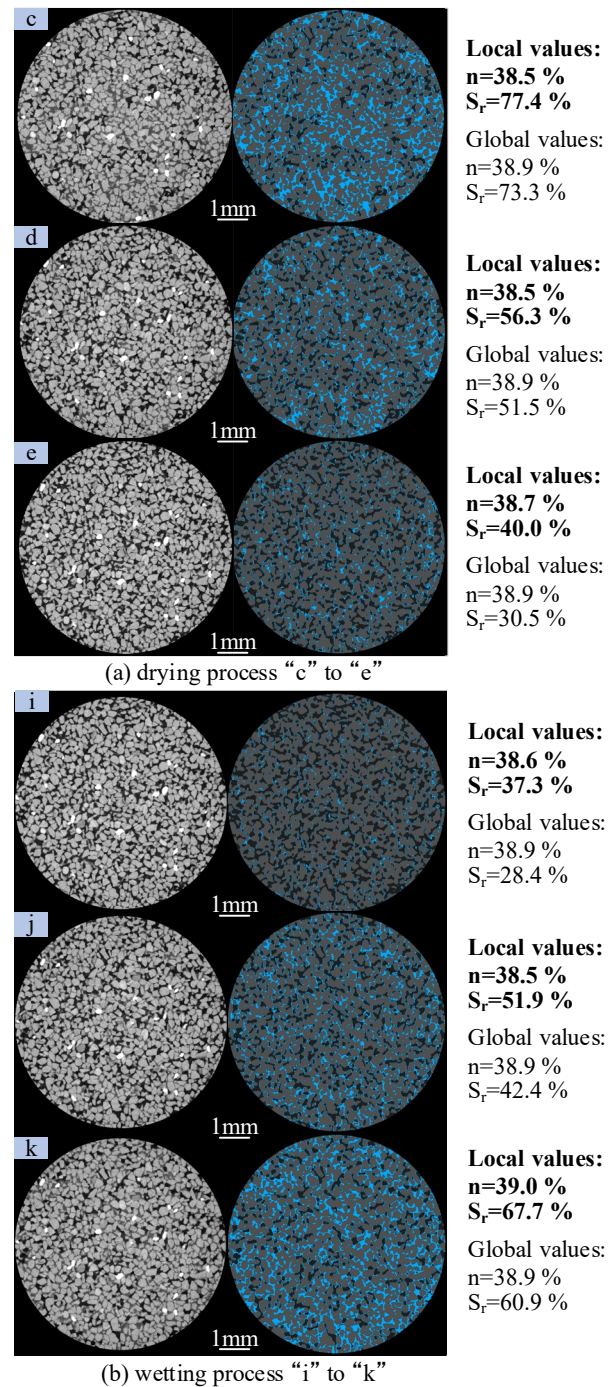 c
Local values:
n=38.5 %
Sᵣ=77.4 %
Global values:
n=38.9 %
Sᵣ=73.3 %
1mm
d
Local values:
n=38.5 %
Sᵣ=56.3 %
Global values:
n=38.9 %
Sᵣ=51.5 %
1mm
e
Local values:
n=38.7 %
Sᵣ=40.0 %
Global values:
n=38.9 %
Sᵣ=30.5 %
1mm
(a) drying process “c” to “e”
i
Local values:
n=38.6 %
Sᵣ=37.3 %
Global values:
n=38.9 %
Sᵣ=28.4 %
1mm
j
Local values:
n=38.5 %
Sᵣ=51.9 %
Global values:
n=38.9 %
Sᵣ=42.4 %
1mm
k
Local values:
n=39.0 %
Sᵣ=67.7 %
Global values:
n=38.9 %
Sᵣ=60.9 %
1mm
(b) wetting process “i” to “k”